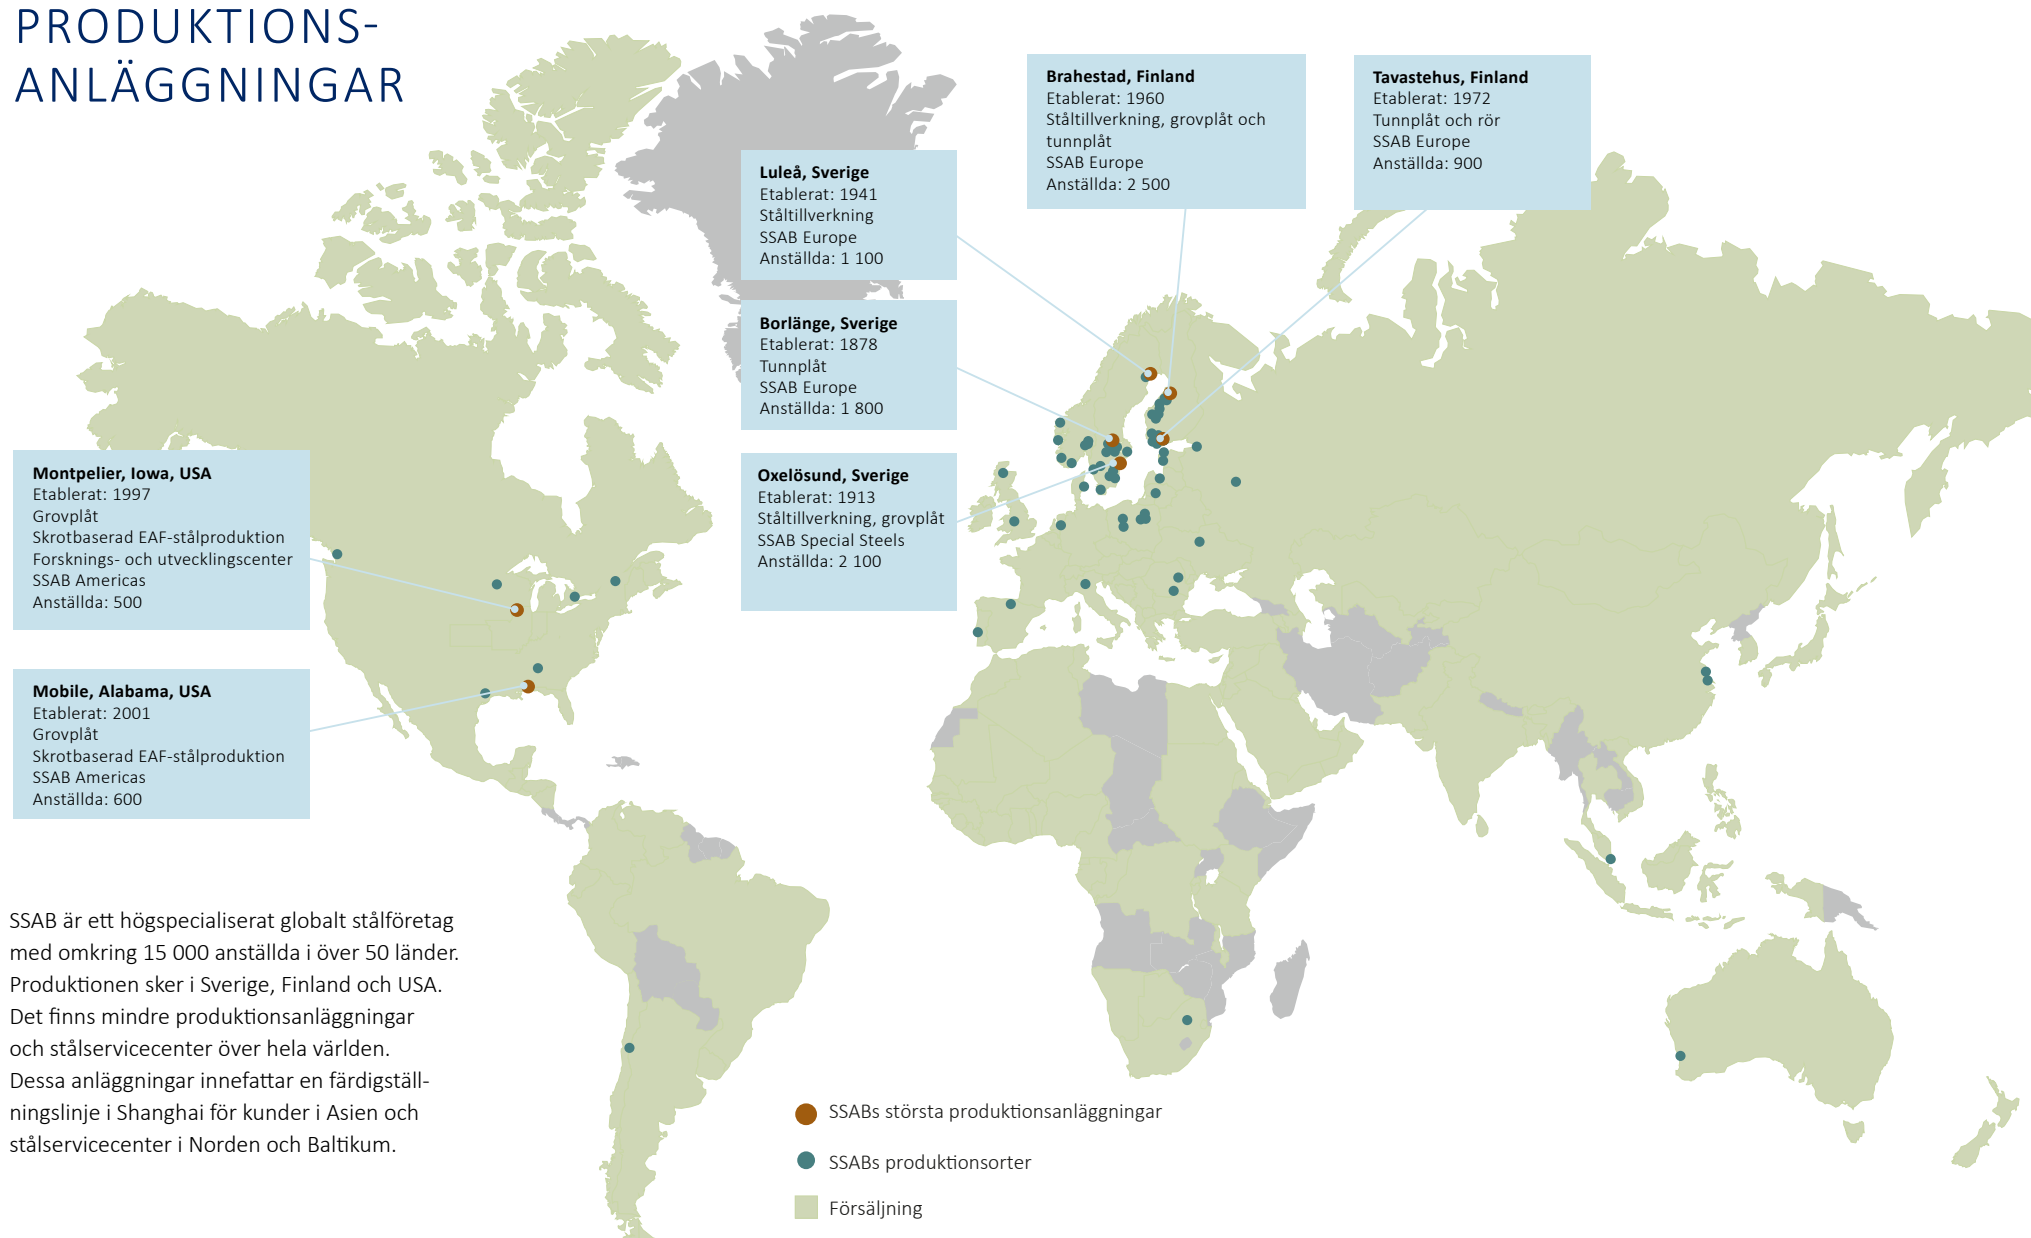 PRODUKTIONS-
ANLÄGGNINGAR
Brahestad, Finland
Etablerat: 1960
Ståltillverkning, grovplåt och
tunnplåt
SSAB Europe
Anställda: 2 500
Tavastehus, Finland
Etablerat: 1972
Tunnplåt och rör
SSAB Europe
Anställda: 900
Luleå, Sverige
Etablerat: 1941
Ståltillverkning
SSAB Europe
Anställda: 1 100
Borlänge, Sverige
Etablerat: 1878
Tunnplåt
SSAB Europe
Anställda: 1 800
Oxelösund, Sverige
Etablerat: 1913
Ståltillverkning, grovplåt
SSAB Special Steels
Anställda: 2 100
Montpelier, Iowa, USA
Etablerat: 1997
Grovplåt
Skrotbaserad EAF-stålproduktion
Forsknings- och utvecklingscenter
SSAB Americas
Anställda: 500
Mobile, Alabama, USA
Etablerat: 2001
Grovplåt
Skrotbaserad EAF-stålproduktion
SSAB Americas
Anställda: 600
SSAB är ett högspecialiserat globalt stålföretag
med omkring 15 000 anställda i över 50 länder.
Produktionen sker i Sverige, Finland och USA.
Det finns mindre produktionsanläggningar
och stålservicecenter över hela världen.
Dessa anläggningar innefattar en färdigställ-
ningslinje i Shanghai för kunder i Asien och
stålservicecenter i Norden och Baltikum.
SSABs största produktionsanläggningar
SSABs produktionsorter
Försäljning